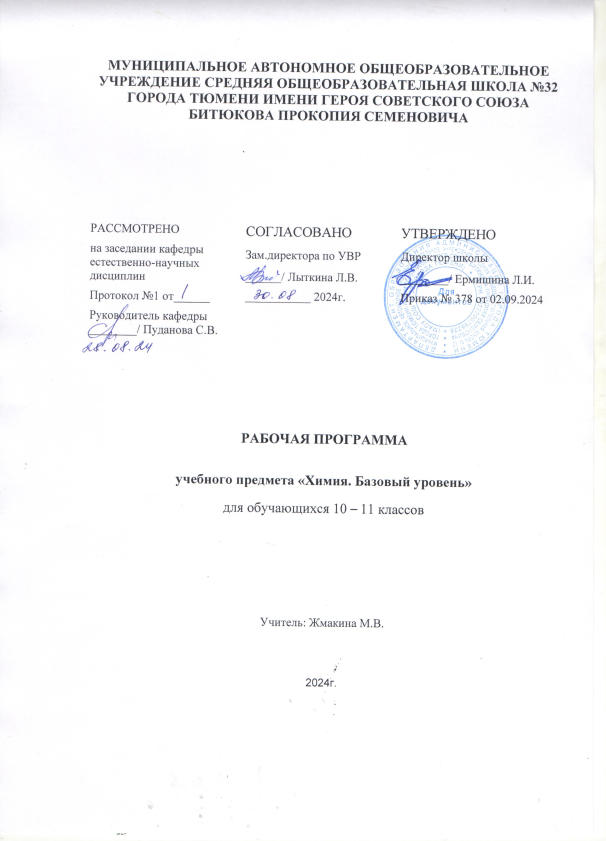 МУНИЦИПАЛЬНОЕ АВТОНОМНОЕ ОБЩЕОБРАЗОВАТЕЛЬНОЕ
УЧРЕЖДЕНИЕ СРЕДНЯЯ ОБЩЕОБРАЗОВАТЕЛЬНАЯ ШКОЛА №32
ГОРОДА ТЮМЕНИ ИМЕНИ ГЕРОЯ СОВЕТСКОГО СОЮЗА
БИТЮКОВА ПРОКОПИЯ СЕМЕНОВИЧА
РАССМОТРЕНО
на заседании кафедры
естественно-научных
дисциплин
Протокол №1 от 1
Руководитель кафедры
/ Пуданова С.В.
28.08.24
СОГЛАСОВАНО
Зам.директора по УВР
/ Лыткина Л.В.
30.08 2024г.
УТВЕРЖДЕНО
Директор школы
Ермишина Л.И.
Приказ № 378 от 02.09.2024
Для
документов
РАБОЧАЯ ПРОГРАММА
учебного предмета «Химия. Базовый уровень»
для обучающихся 10 – 11 классов
Учитель: Жмакина М.В.
2024г.